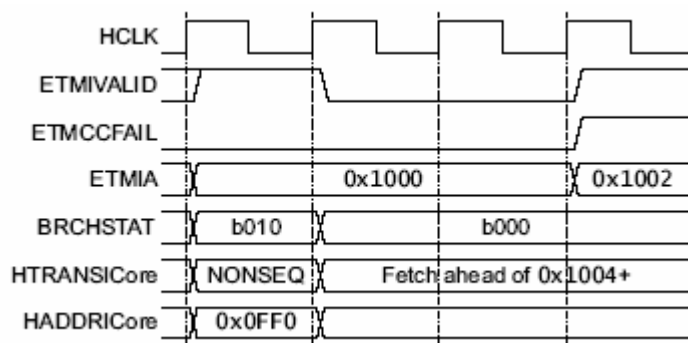 HCLK
ETMIVALID
ETMCCFAIL
ETMIA 0x1000 0x1002
BRCHSTAT b010 b000
HTRANSICore NONSEQ Fetch ahead of 0x1004+
HADDRICore 0x0FF0